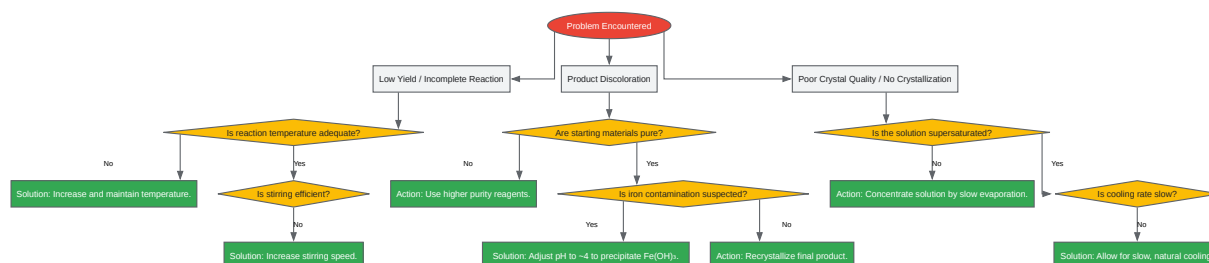 Problem Encountered
Low Yield / Incomplete Reaction
Product Discoloration
Poor Crystal Quality / No Crystallization
Is reaction temperature adequate?
Are starting materials pure?
Is the solution supersaturated?
No
Yes
No
Yes
No
Yes
Solution: Increase and maintain temperature.
Is stirring efficient?
Action: Use higher purity reagents.
Is iron contamination suspected?
Action: Concentrate solution by slow evaporation.
Is cooling rate slow?
No
Yes
No
No
Solution: Increase stirring speed.
Solution: Adjust pH to ~4 to precipitate Fe(OH)₃.
Action: Recrystallize final product.
Solution: Allow for slow, natural cooling